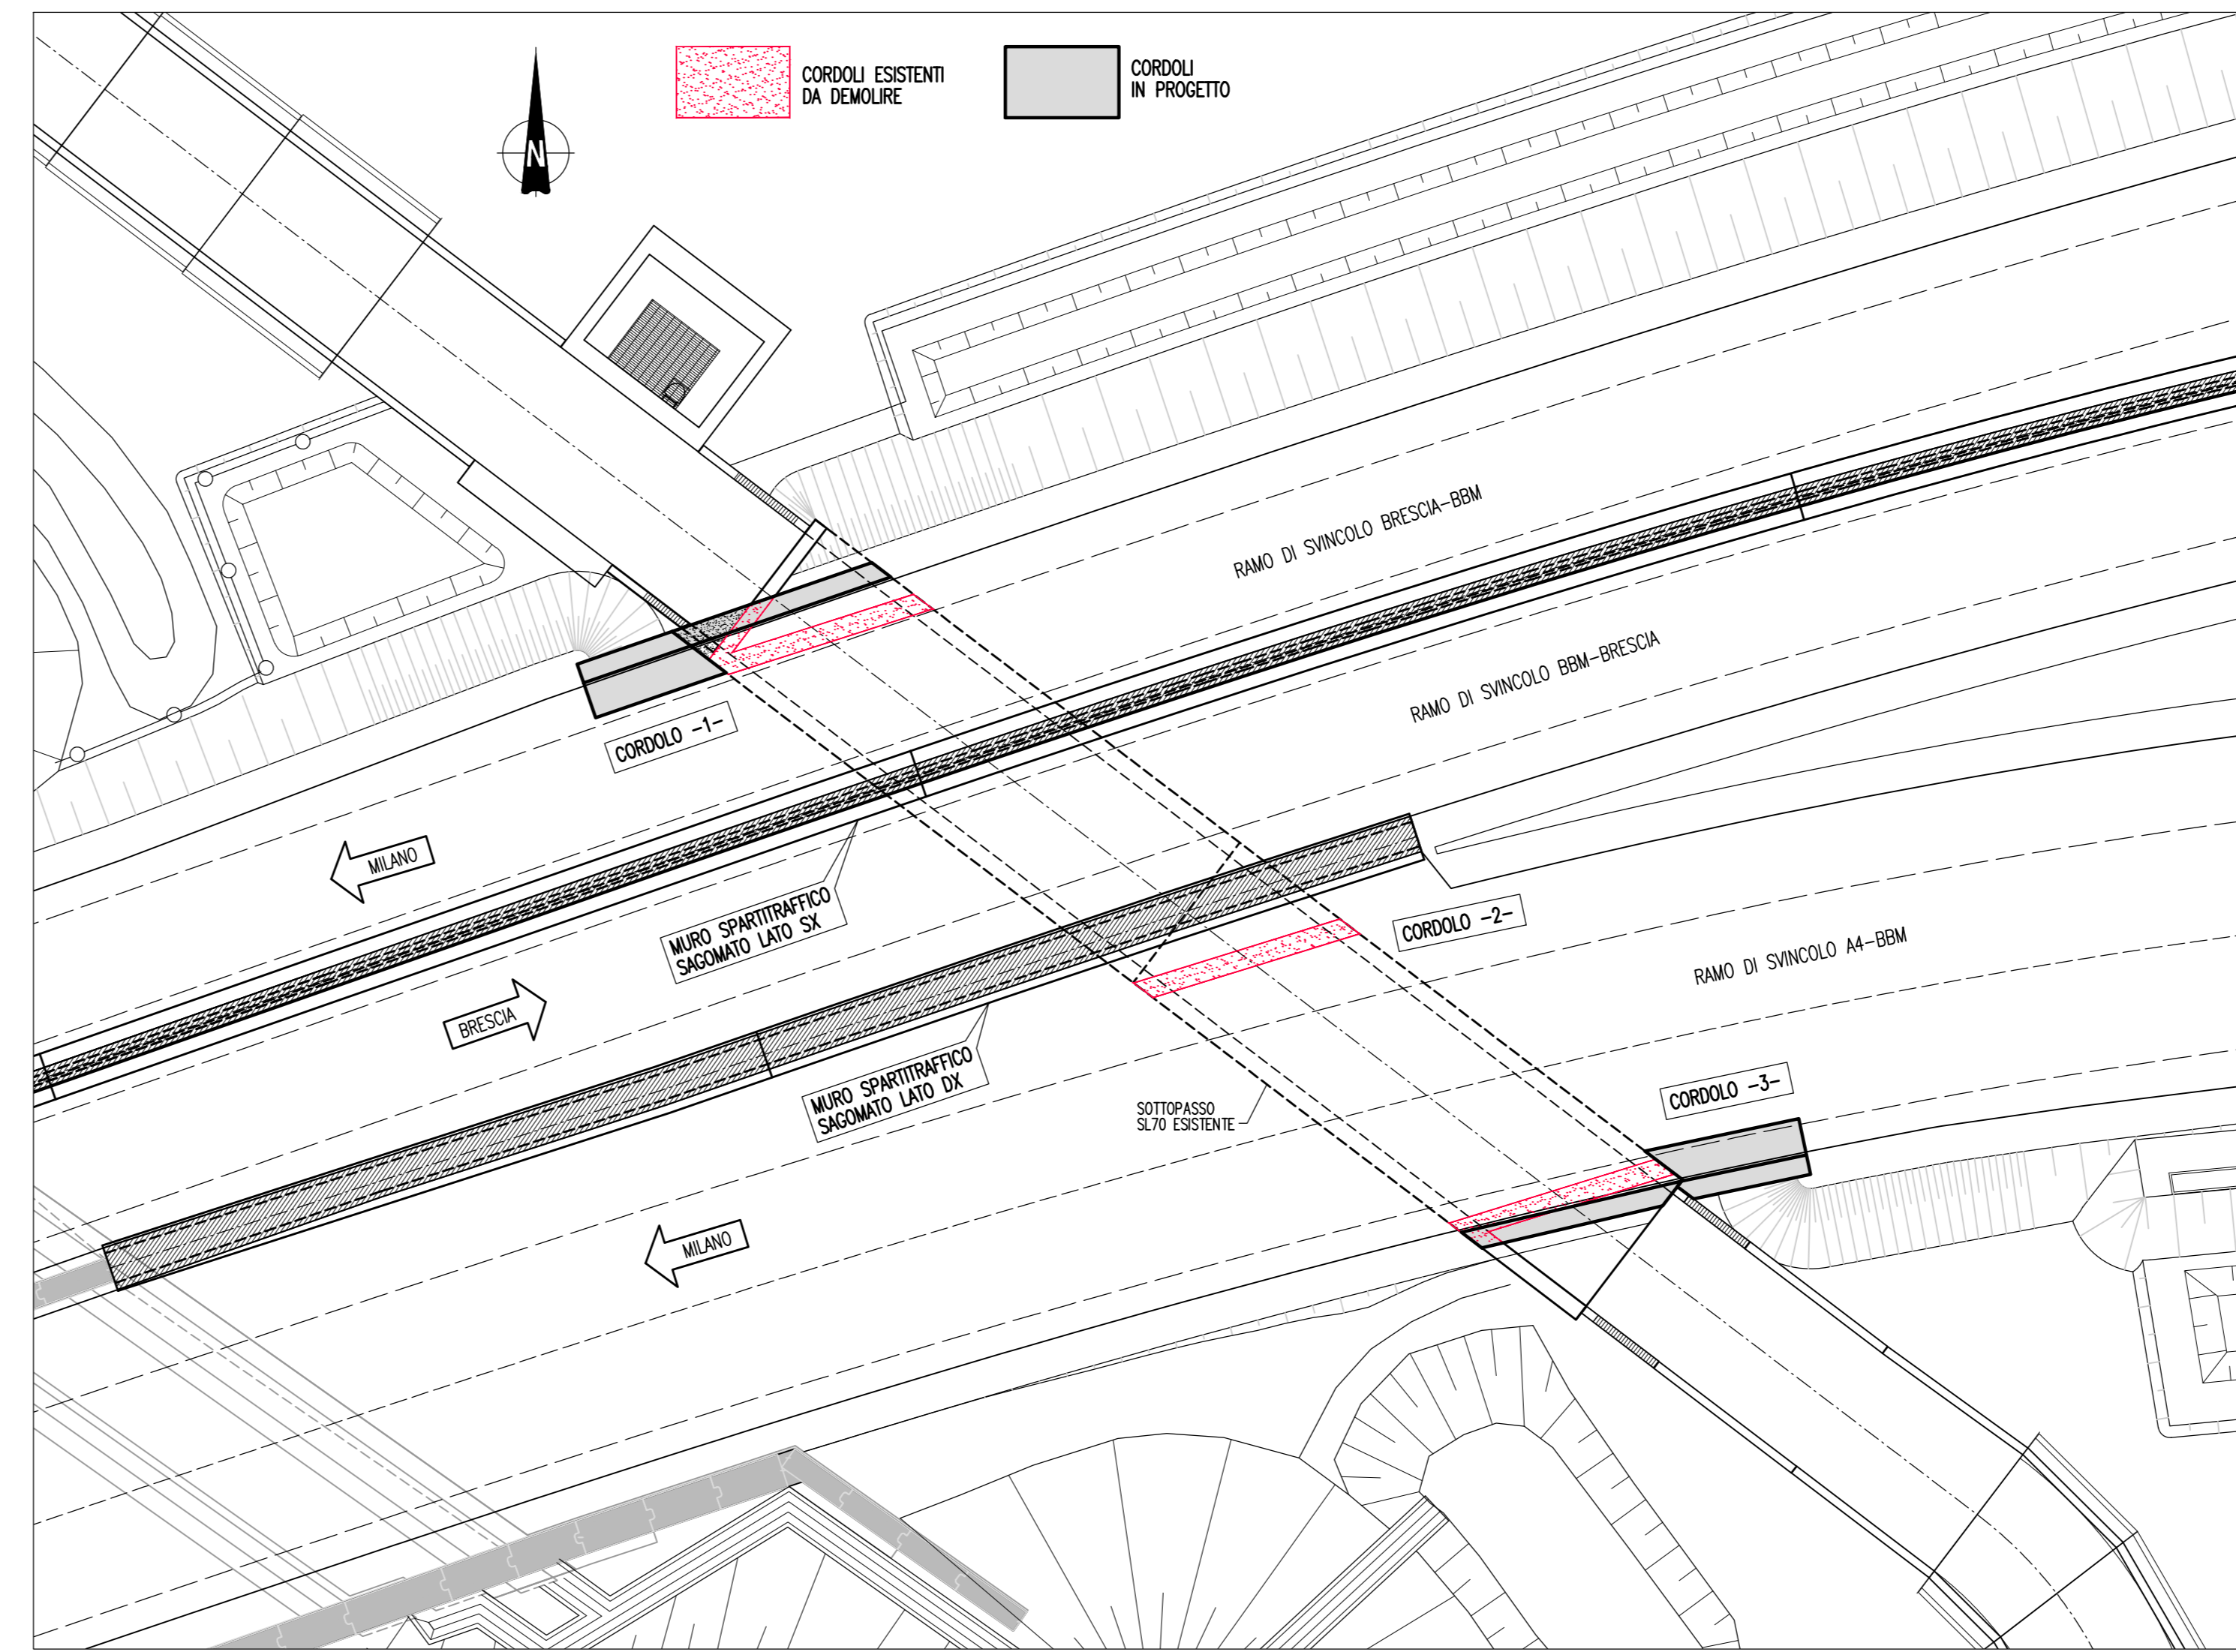 CORDOLI ESISTENTI
DA DEMOLIRE
CORDOLI
IN PROGETTO
N
RAMO DI SVINCOLO BRESCIA-BBM
RAMO DI SVINCOLO BBM-BRESCIA
CORDOLO -1-
MILANO
MURO SPARTITRAFFICO
SAGOMATO LATO SX
CORDOLO -2-
RAMO DI SVINCOLO A4-BBM
BRESCIA
MURO SPARTITRAFFICO
SAGOMATO LATO DX
SOTTOPASSO
SL70 ESISTENTE
CORDOLO -3-
MILANO